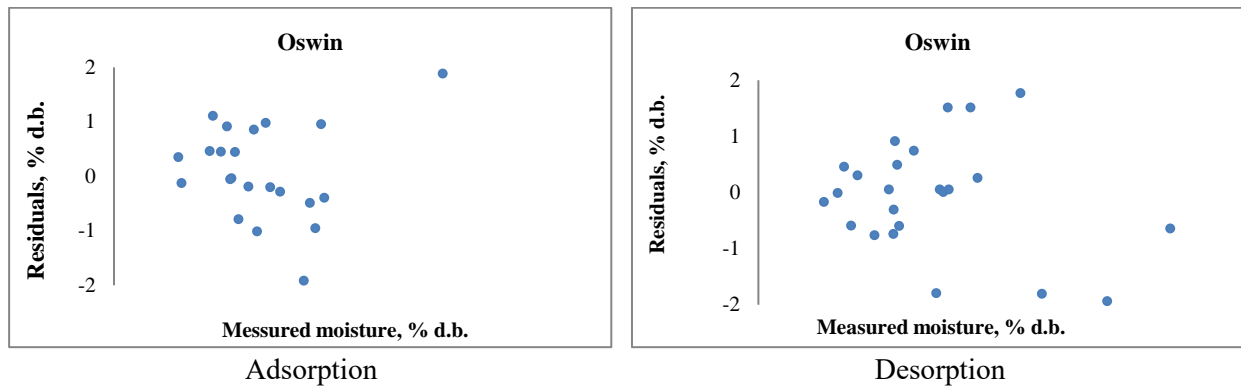 Oswin
2
1
0
-1
-2
Residuals, % d.b.
Messured moisture, % d.b.
Adsorption
Oswin
2
1
0
-1
-2
Residuals, % d.b.
Measured moisture, % d.b.
Desorption